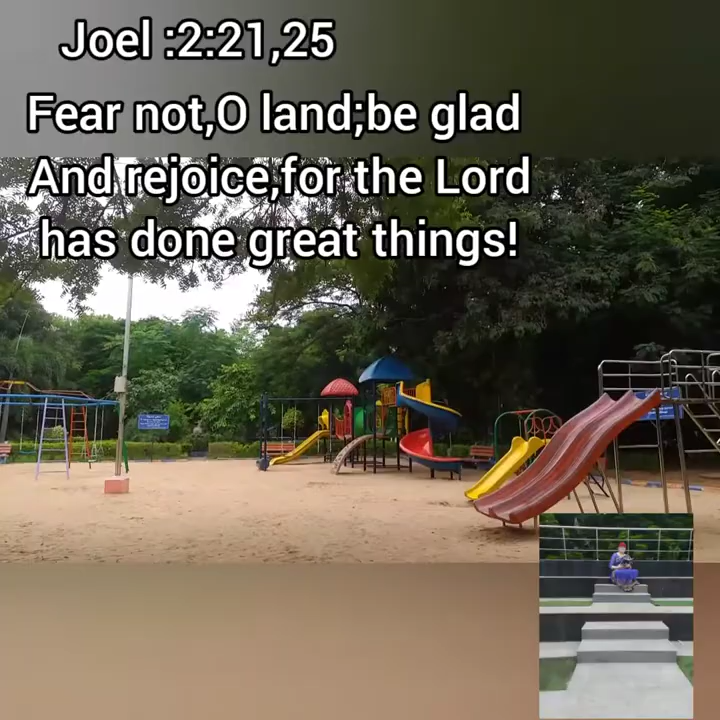 Joel :2:21,25
Fear not,O land;be glad
And rejoice,for the Lord
has done great things!